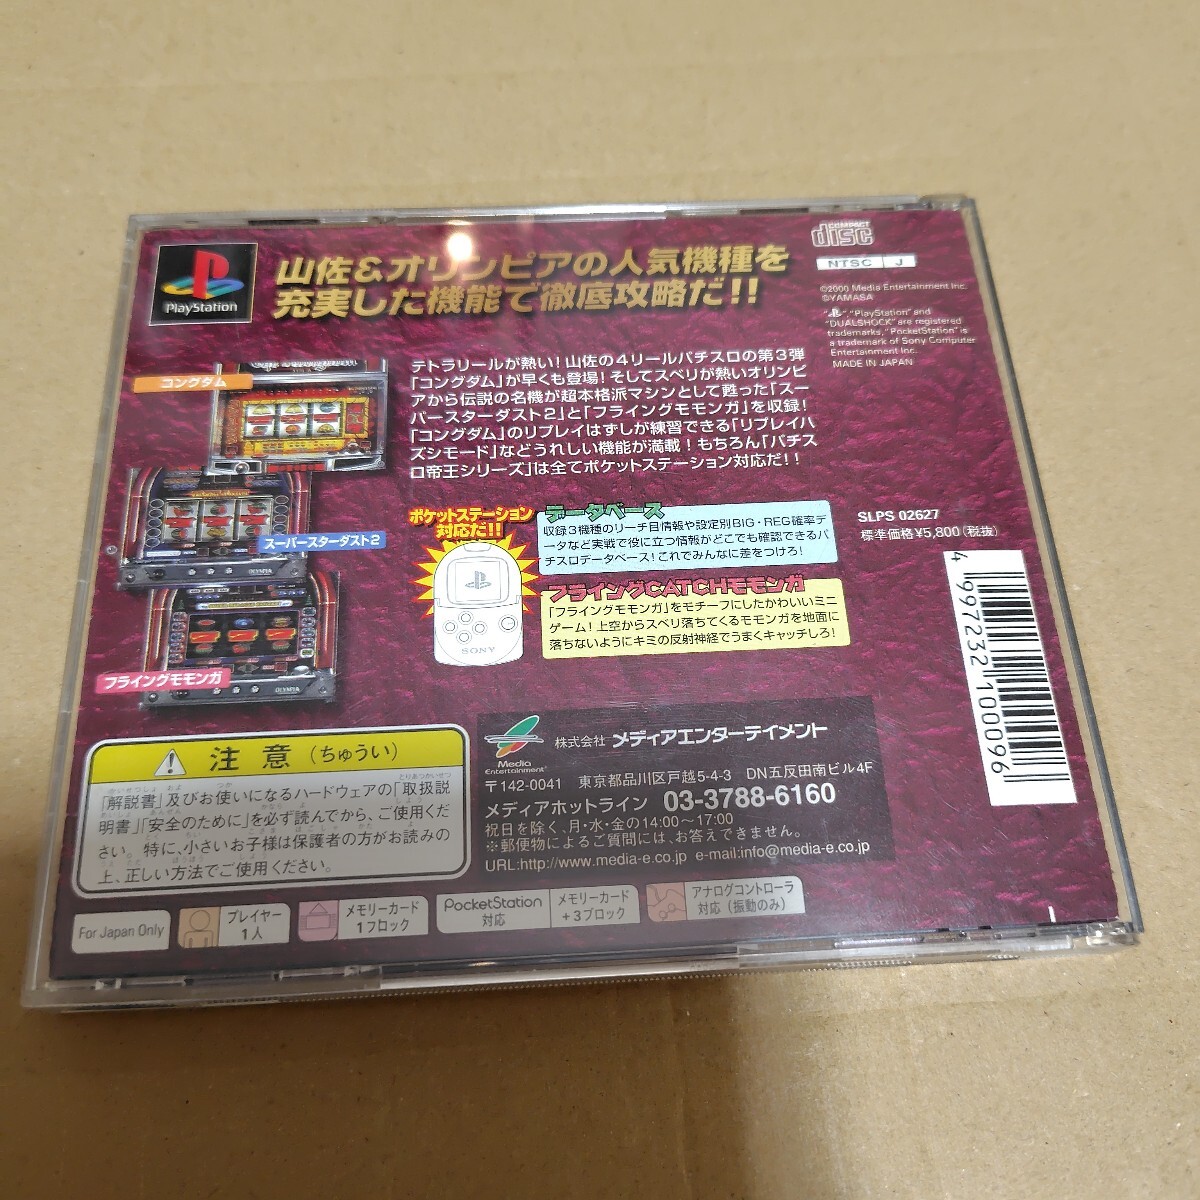 PlayStation
山佐&オリンピアの人気機種を
充実した機能で徹底攻略だ!!
COMPACT
disc
NTSC J
©2000 Media Entertainment Inc.
©YAMASA
"PS" "PlayStation" and
"DUALSHOCK" are registered
trademarks, "PocketStation" is
a trademark of Sony Computer
Entertainment Inc.
MADE IN JAPAN
コングダム
スーパースターダスト2
OLYMPIA
フライングモモンガ
OLYMPIA
テトラリールが熱い!山佐の4リールパチスロの第3弾
「コングダム」が早くも登場!そしてスベリが熱いオリンピ
アから伝説の名機が超本格派マシンとして甦った「スー
パースターダスト2」と「フライングモモンガ」を収録!
「コングダム」のリプレイはずしが練習できる「リプレイハ
ズシモード」などうれしい機能が満載!もちろん「パチス
ロ帝王シリーズ」は全てポケットステーション対応だ!!
ポケットステーション
対応だ!!
SONY
データベース
収録3機種のリーチ目情報や設定別BIG・REG確率デ
ータなど実戦で役に立つ情報がどこでも確認できるパ
チスロデータベース!これでみんなに差をつけろ!
フライングCATCHモモンガ
「フライングモモンガ」をモチーフにしたかわいいミニ
ゲーム!上空からスベリ落ちてくるモモンガを地面に
落ちないようにキミの反射神経でうまくキャッチしろ!
SLPS 02627
標準価格¥5,800(税抜)
4 997232 100096
注意(ちゅうい)
「解説書」及びお使いになるハードウェアの「取扱説
明書」「安全のために」を必ず読んでから、ご使用くだ
さい。特に、小さいお子様は保護者の方がお読みの
上、正しい方法でご使用ください。
Media
Entertainment
株式会社 メディアエンターテイメント
〒142-0041 東京都品川区戸越5-4-3 DN五反田南ビル4F
メディアホットライン 03-3788-6160
祝日を除く、月・水・金の14:00〜17:00
※郵便物によるご質問には、お答えできません。
URL:http://www.media-e.co.jp e-mail:info@media-e.co.jp
For Japan Only
プレイヤー
1人
メモリーカード
1ブロック
PocketStation
対応
メモリーカード
+3ブロック
アナログコントローラ
対応(振動のみ)